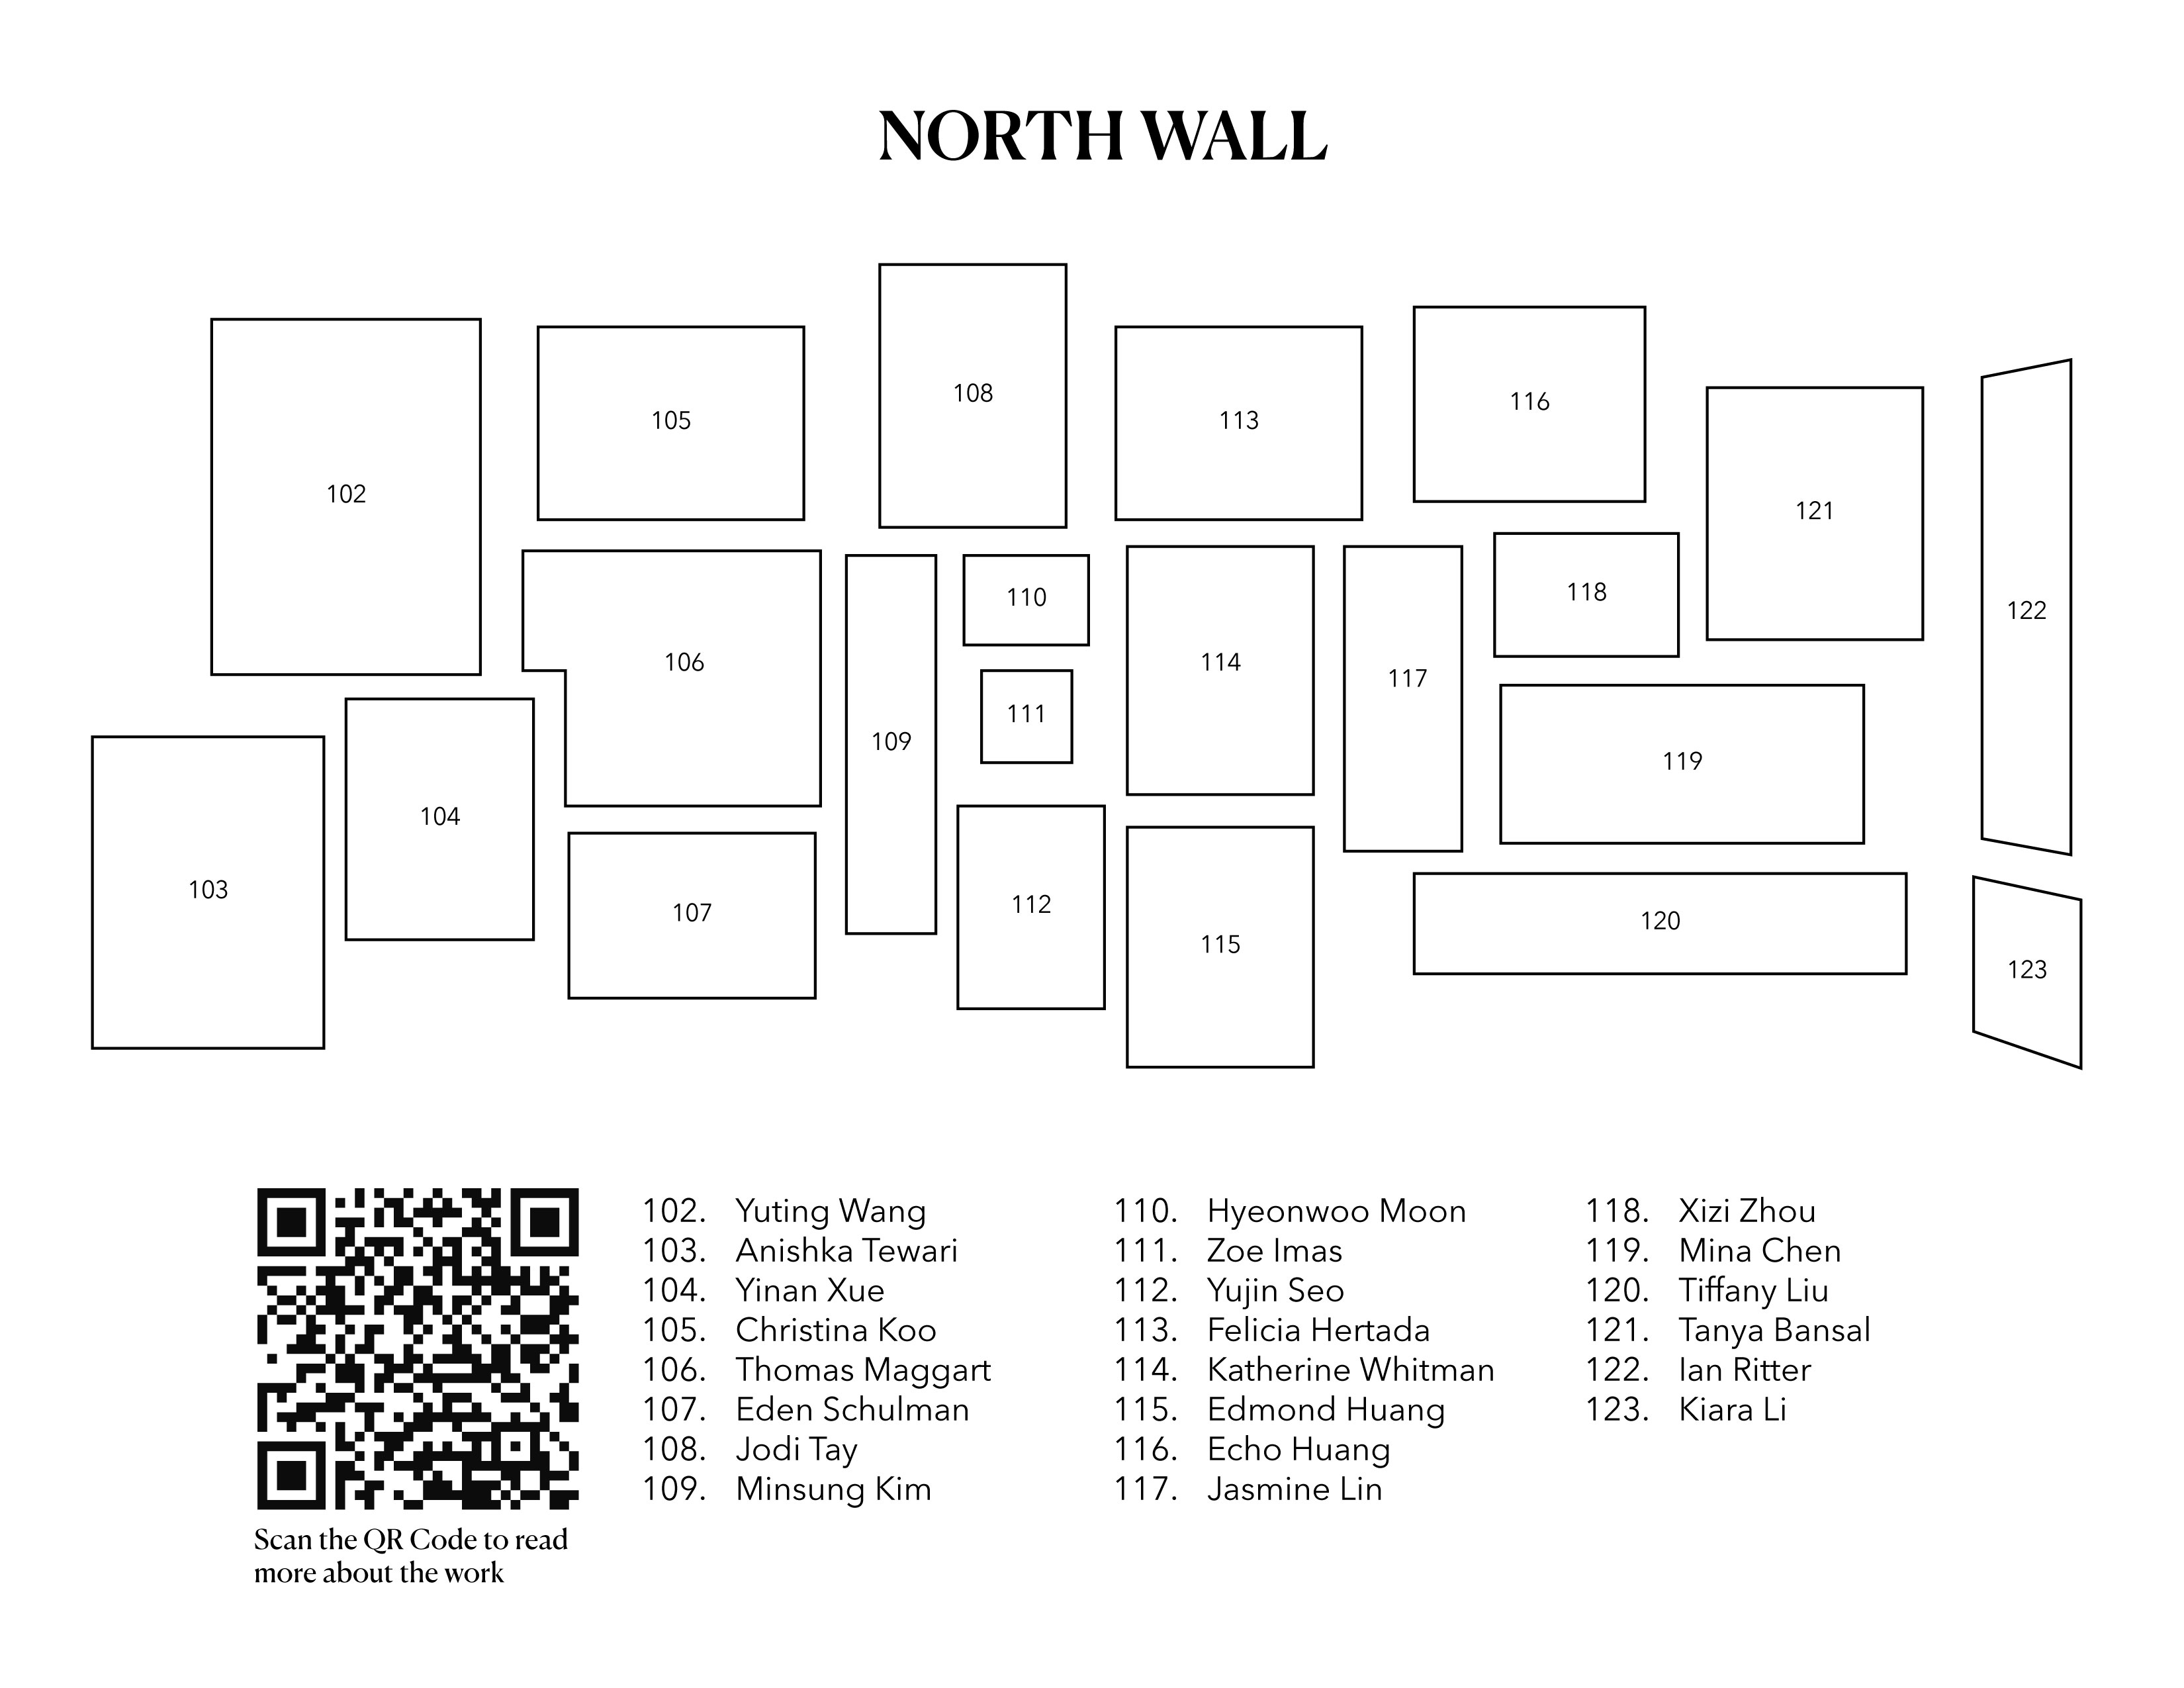 NORTH WALL
102
103
104
105
106
107
108
109
110
111
112
113
114
115
116
117
118
119
120
121
122
123
102. Yuting Wang
103. Anishka Tewari
104. Yinan Xue
105. Christina Koo
106. Thomas Maggart
107. Eden Schulman
108. Jodi Tay
109. Minsung Kim
110. Hyeonwoo Moon
111. Zoe Imas
112. Yujin Seo
113. Felicia Hertada
114. Katherine Whitman
115. Edmond Huang
116. Echo Huang
117. Jasmine Lin
118. Xizi Zhou
119. Mina Chen
120. Tiffany Liu
121. Tanya Bansal
122. Ian Ritter
123. Kiara Li
Scan the QR Code to read
more about the work